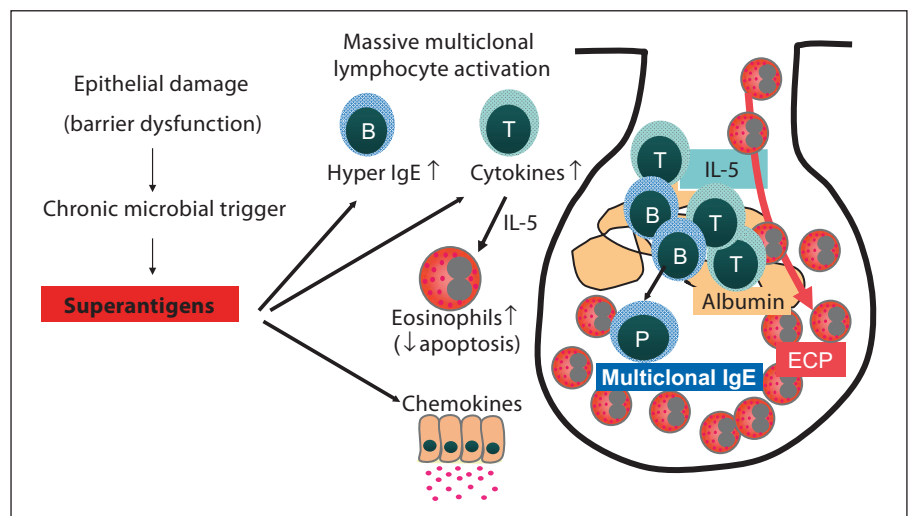 Massive multiclonal
lymphocyte activation
Epithelial damage
(barrier dysfunction)
B
T
Hyper IgE ↑
Cytokines ↑
Chronic microbial trigger
IL-5
Superantigens
Eosinophils ↑
(↓ apoptosis)
Chemokines
T
IL-5
B
T
B
T
Albumin
P
ECP
Multiclonal IgE